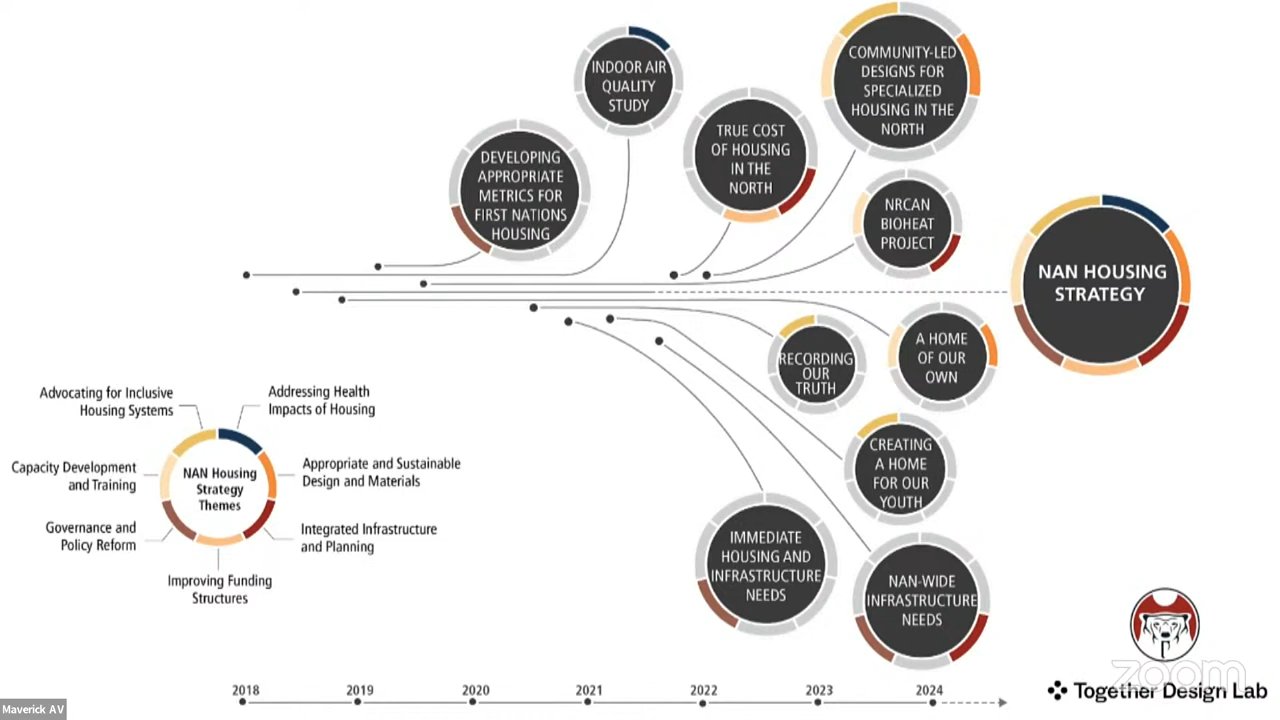 COMMUNITY-LED
DESIGNS FOR
SPECIALIZED
HOUSING IN THE
NORTH
INDOOR AIR
QUALITY
STUDY
TRUE COST
OF HOUSING
IN THE
NORTH
DEVELOPING
APPROPRIATE
METRICS FOR
FIRST NATIONS
HOUSING
NRCAN
BIOHEAT
PROJECT
NAN HOUSING
STRATEGY
A HOME
OF OUR
OWN
RECORDING
OUR
TRUTH
CREATING
A HOME
FOR OUR
YOUTH
IMMEDIATE
HOUSING AND
INFRASTRUCTURE
NEEDS
NAN-WIDE
INFRASTRUCTURE
NEEDS
Advocating for Inclusive
Housing Systems
Addressing Health
Impacts of Housing
Capacity Development
and Training
NAN Housing
Strategy
Themes
Appropriate and Sustainable
Design and Materials
Governance and
Policy Reform
Integrated Infrastructure
and Planning
Improving Funding
Structures
2018 2019 2020 2021 2022 2023 2024
zoom
Together Design Lab
Maverick AV